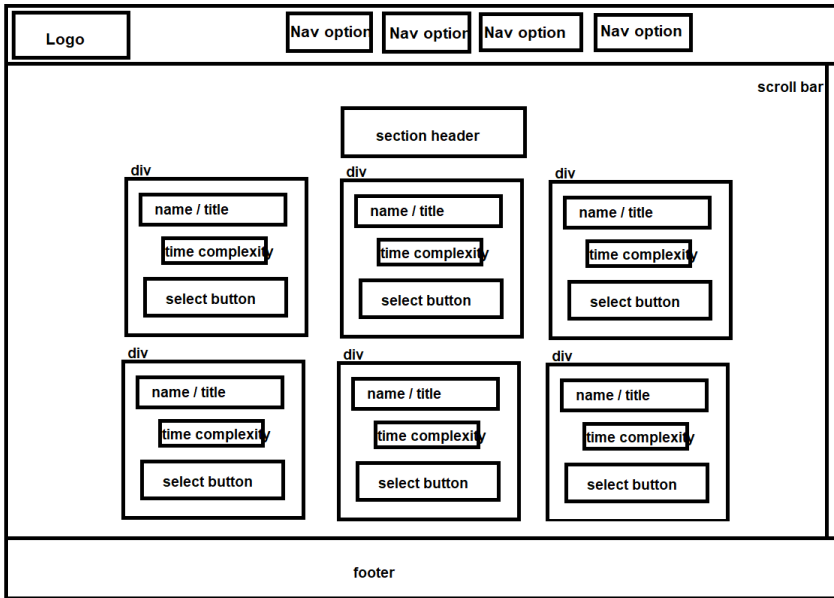 Logo
Nav option
Nav option
Nav option
Nav option
scroll bar
section header
div
div
div
name / title
name / title
name / title
time complexity
time complexity
time complexity
select button
select button
select button
div
div
div
name / title
name / title
name / title
time complexity
time complexity
time complexity
select button
select button
select button
footer